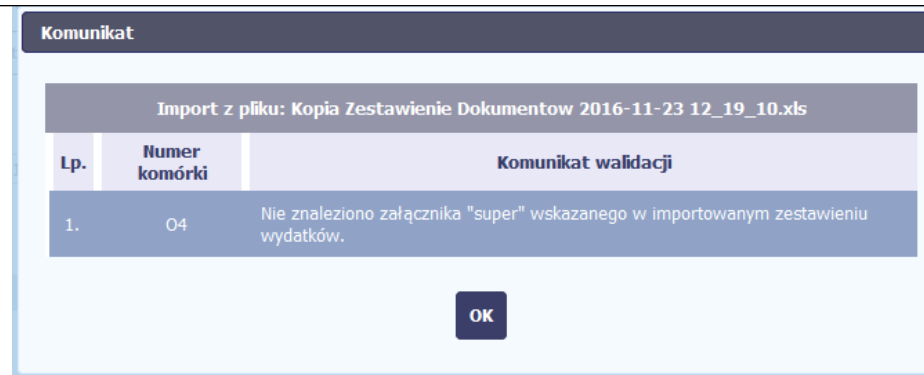 Komunikat
Import z pliku: Kopia Zestawienie Dokumentow 2016-11-23 12_19_10.xls
Lp.
Numer
komórki
Komunikat walidacji
1.
O4
Nie znaleziono załącznika "super" wskazanego w importowanym zestawieniu
wydatków.
OK